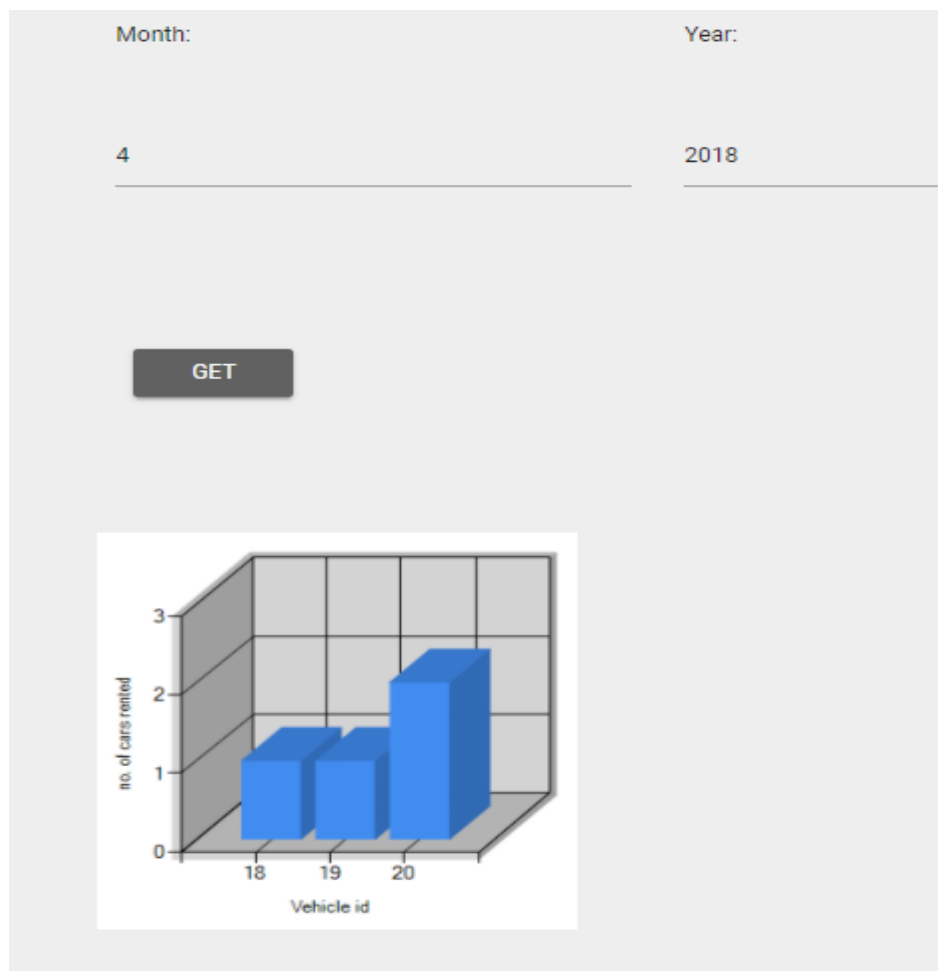 Month:
Year:
4
2018
GET
3
2
1
0
no. of cars rented
18 19 20
Vehicle id